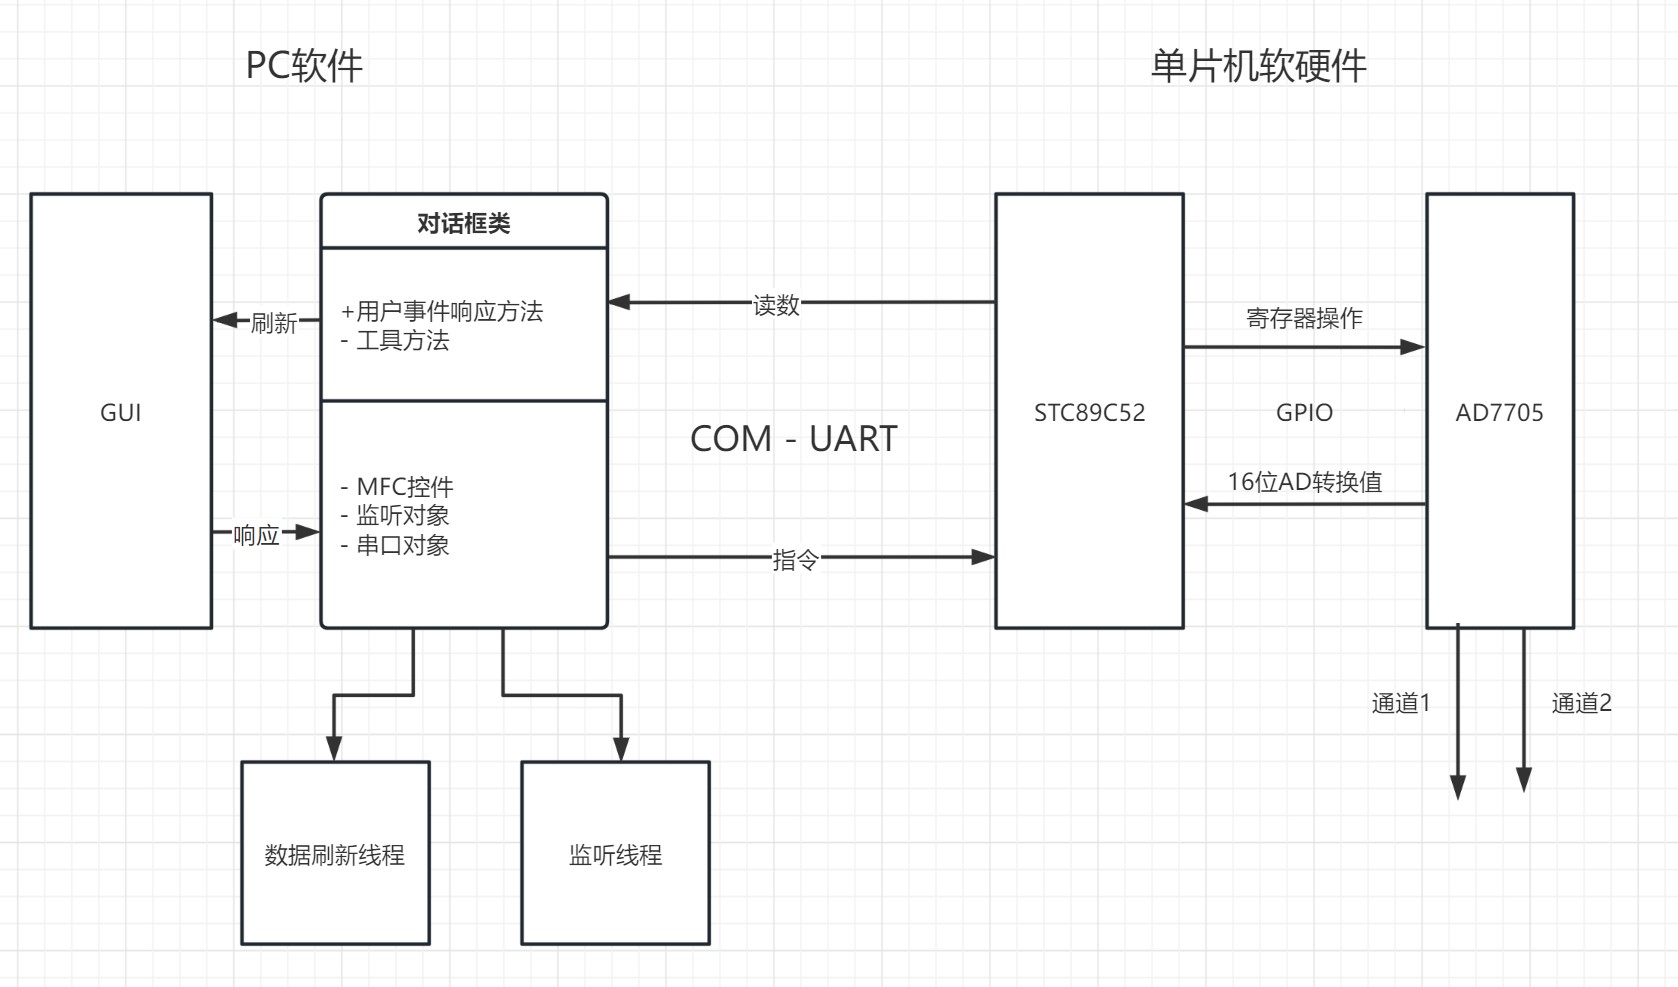 PC软件
单片机软硬件
GUI
刷新
响应
对话框类
+用户事件响应方法
- 工具方法
- MFC控件
- 监听对象
- 串口对象
读数
COM - UART
指令
STC89C52
寄存器操作
GPIO
16位AD转换值
AD7705
通道1
通道2
数据刷新线程
监听线程